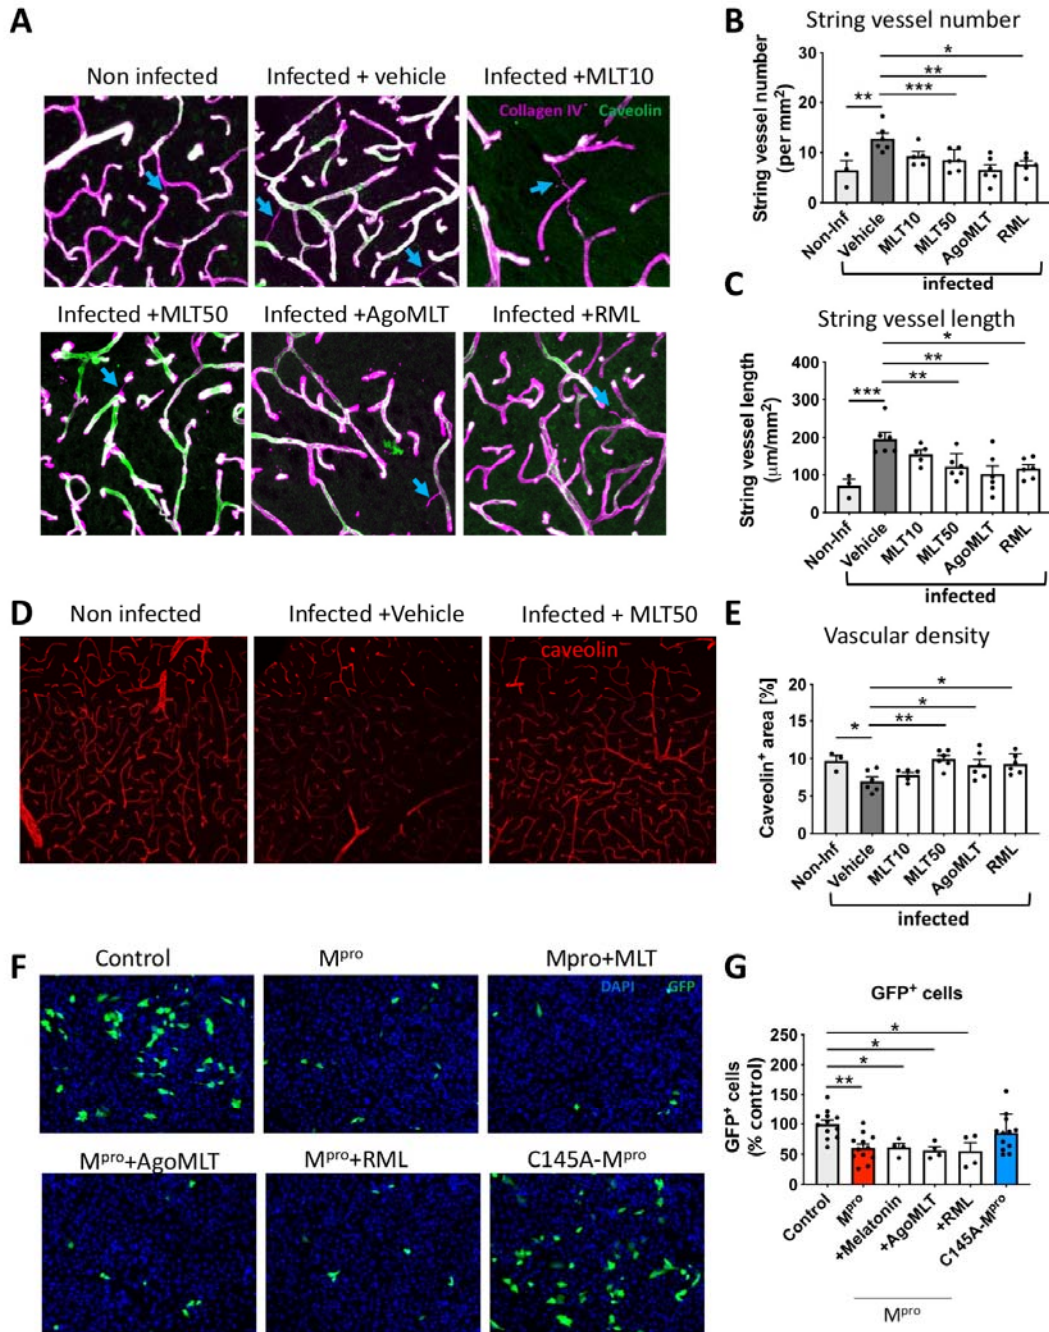 A
Non infected
Infected + vehicle
Infected +MLT10
Collagen IV
Caveolin
Infected +MLT50
Infected +AgoMLT
Infected +RML
B
String vessel number
String vessel number
(per mm²)
30
20
10
0
*
**
***
**
Non-Inf
Vehicle
MLT10
MLT50
AgoMLT
RML
infected
C
String vessel length
String vessel length
(μm/mm²)
400
300
200
100
0
*
**
**
***
Non-Inf
Vehicle
MLT10
MLT50
AgoMLT
RML
infected
D
Non infected
Infected +Vehicle
Infected + MLT50
caveolin
E
Vascular density
Caveolin⁺ area [%]
20
15
10
5
0
*
*
**
*
Non-Inf
Vehicle
MLT10
MLT50
AgoMLT
RML
infected
F
Control
Mᵖʳᵒ
Mpro+MLT
DAPI
GFP
Mᵖʳᵒ+AgoMLT
Mᵖʳᵒ+RML
C145A-Mᵖʳᵒ
G
GFP⁺ cells
GFP⁺ cells
(% control)
250
200
150
100
50
0
*
*
*
**
Control
Mᵖʳᵒ
+Melatonin
+AgoMLT
+RML
C145A-Mᵖʳᵒ
Mᵖʳᵒ